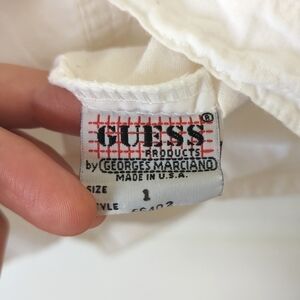 GUESS ®
PRODUCTS
by GEORGES MARCIANO
MADE IN U.S.A.
SIZE 1